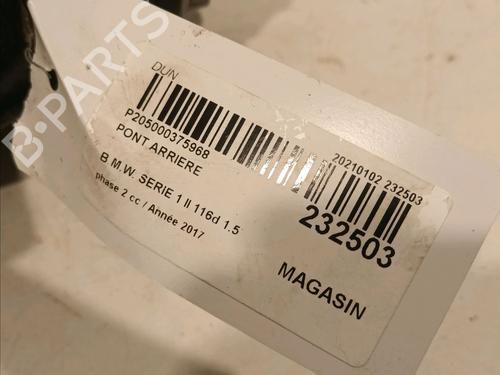 B-PARTS
DUN
P205000375968
PONT ARRIERE
B M.W. SERIE 1 II 116d 1.5
phase 2 cc / Année 2017
20210102 232503
232503
MAGASIN